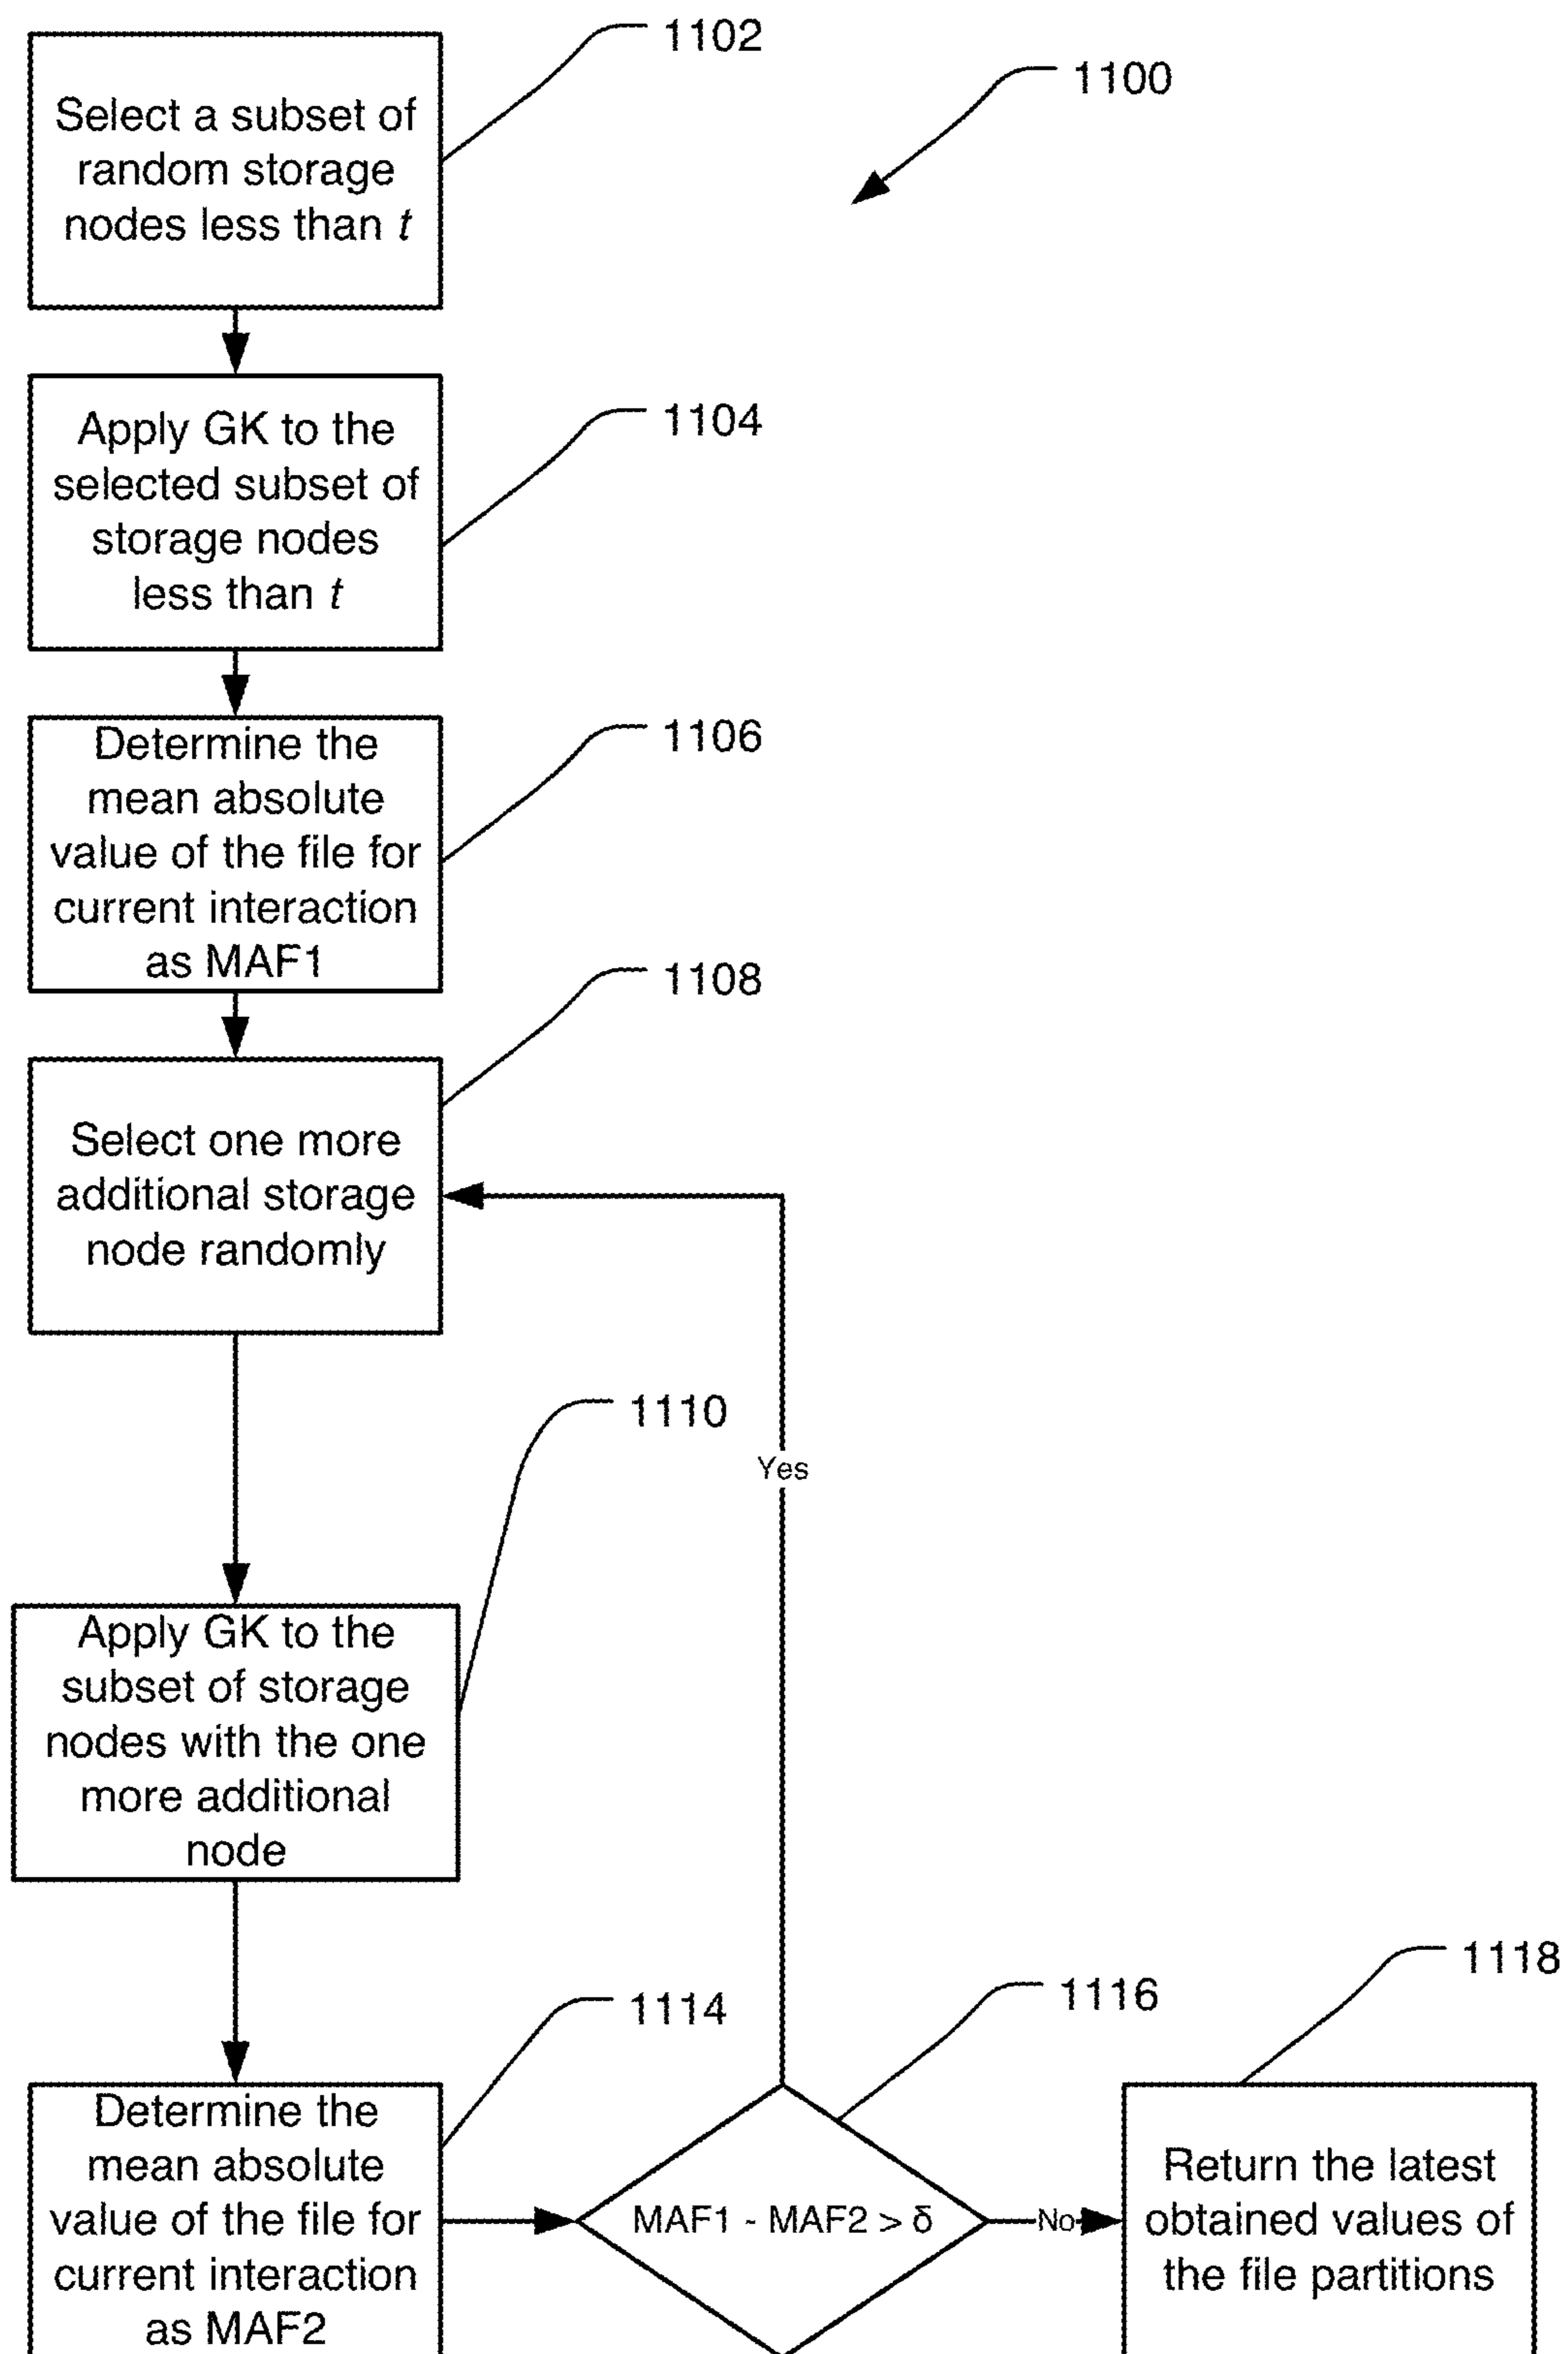 1102
1100
Select a subset of
random storage
nodes less than t
1104
Apply GK to the
selected subset of
storage nodes
less than t
1106
Determine the
mean absolute
value of the file for
current interaction
as MAF1
1108
Select one more
additional storage
node randomly
1110
Yes
Apply GK to the
subset of storage
nodes with the one
more additional
node
1118
1116
1114
Determine the
mean absolute
value of the file for
current interaction
as MAF2
MAF1 - MAF2 > δ
No
Return the latest
obtained values of
the file partitions